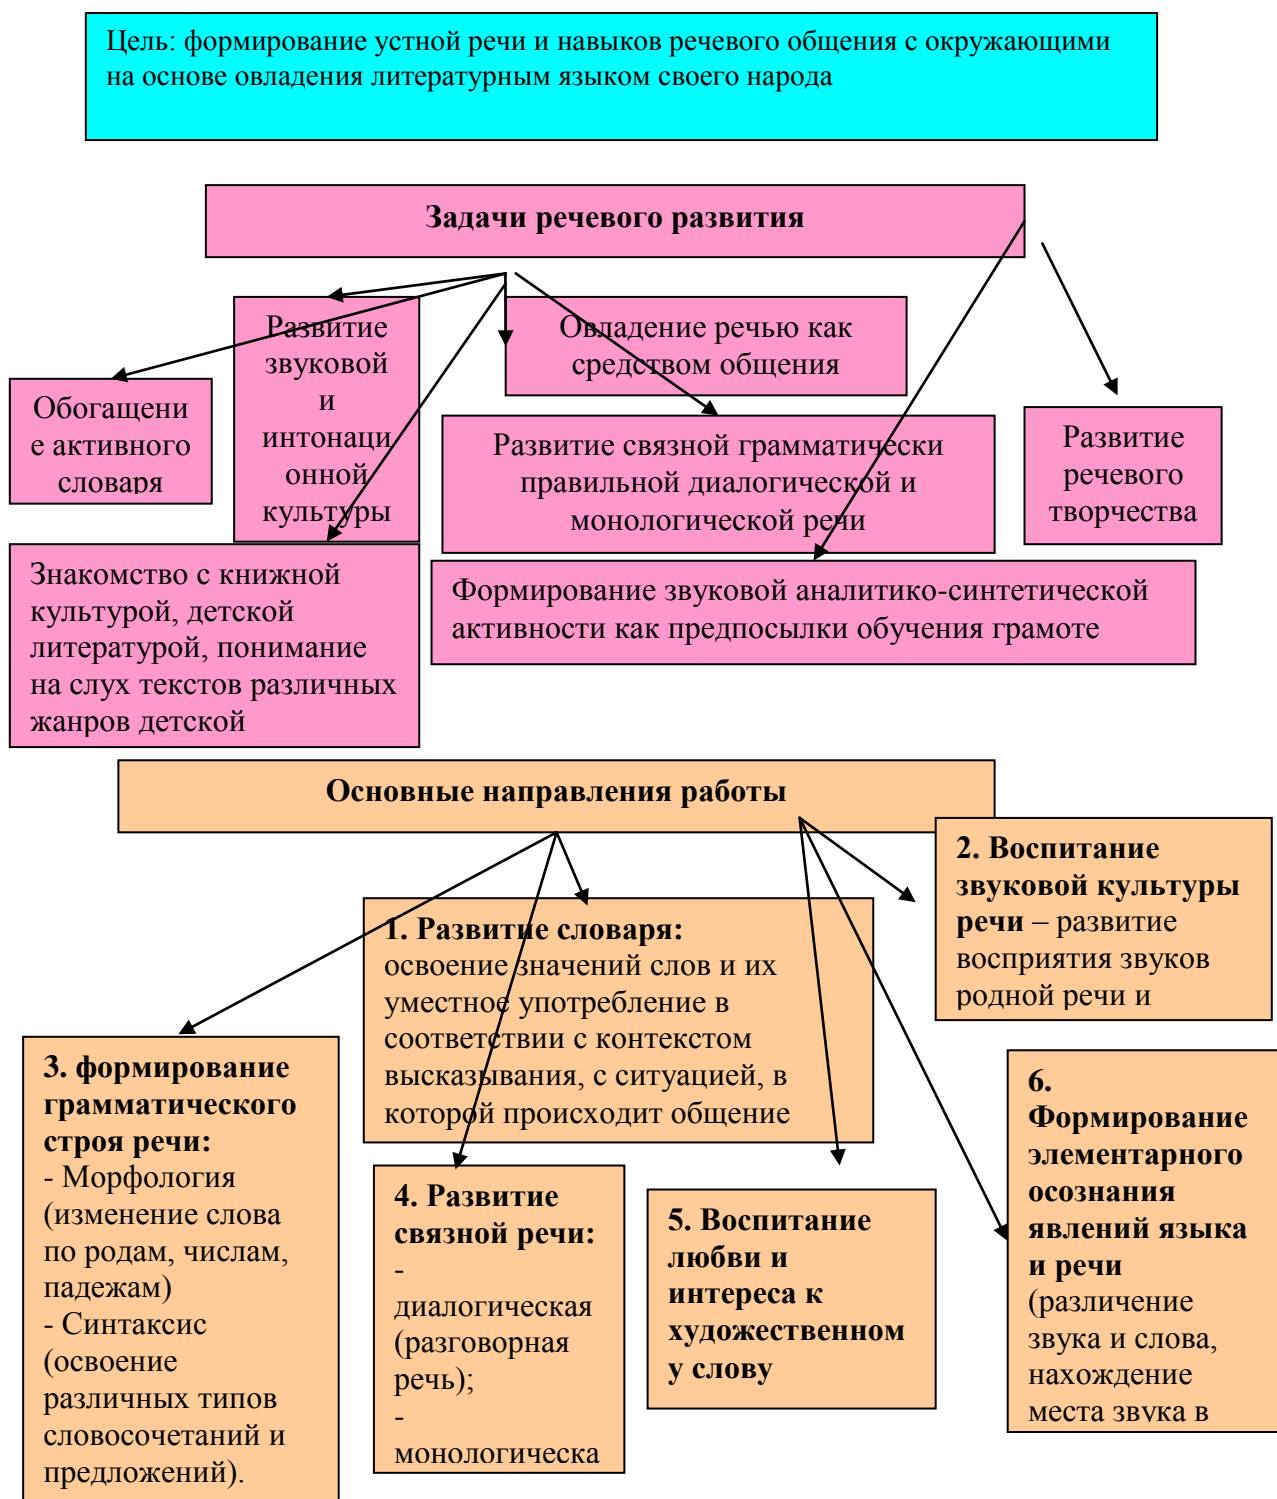 Цель: формирование устной речи и навыков речевого общения с окружающими
на основе овладения литературным языком своего народа
Задачи речевого развития
Развитие
звуковой
и
интонаци
онной
культуры
Овладение речью как
средством общения
Обогащени
е активного
словаря
Развитие связной грамматически
правильной диалогической и
монологической речи
Развитие
речевого
творчества
Знакомство с книжной
культурой, детской
литературой, понимание
на слух текстов различных
жанров детской
Формирование звуковой аналитико-синтетической
активности как предпосылки обучения грамоте
Основные направления работы
1. Развитие словаря:
освоение значений слов и их
уместное употребление в
соответствии с контекстом
высказывания, с ситуацией, в
которой происходит общение
2. Воспитание
звуковой культуры
речи – развитие
восприятия звуков
родной речи и
3. формирование
грамматического
строя речи:
- Морфология
(изменение слова
по родам, числам,
падежам)
- Синтаксис
(освоение
различных типов
словосочетаний и
предложений).
4. Развитие
связной речи:
-
диалогическая
(разговорная
речь);
-
монологическа
5. Воспитание
любви и
интереса к
художественном
у слову
6.
Формирование
элементарного
осознания
явлений языка
и речи
(различение
звука и слова,
нахождение
места звука в